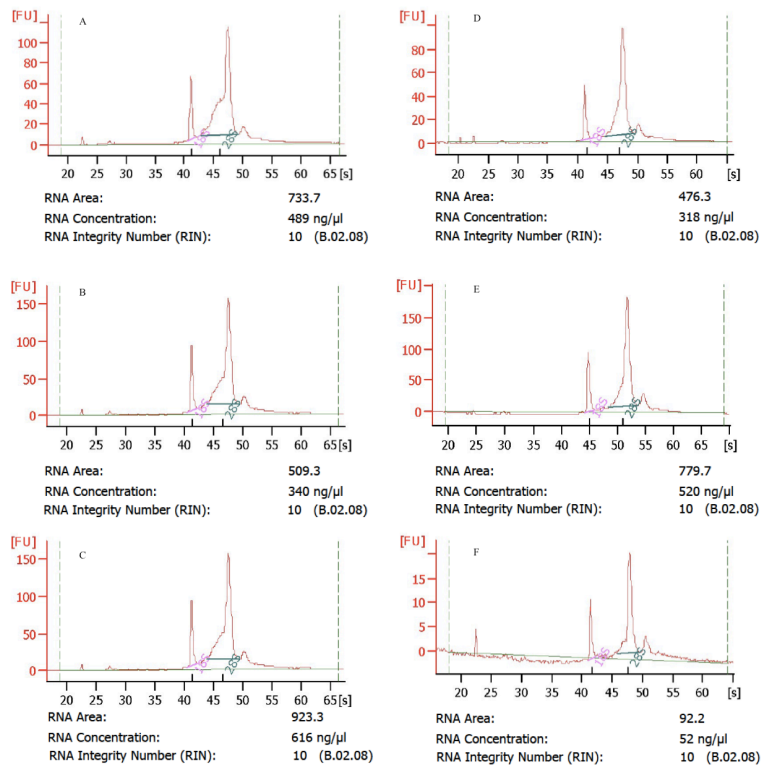 [FU]
A
100
80
60
40
20
0
18S
28S
20 25 30 35 40 45 50 55 60 65 [s]
RNA Area: 733.7
RNA Concentration: 489 ng/µl
RNA Integrity Number (RIN): 10 (B.02.08)
[FU]
D
80
60
40
20
0
18S
28S
20 25 30 35 40 45 50 55 60 65 [s]
RNA Area: 476.3
RNA Concentration: 318 ng/µl
RNA Integrity Number (RIN): 10 (B.02.08)
[FU]
B
150
100
50
0
18S
28S
20 25 30 35 40 45 50 55 60 65 [s]
RNA Area: 509.3
RNA Concentration: 340 ng/µl
RNA Integrity Number (RIN): 10 (B.02.08)
[FU]
E
150
100
50
0
18S
28S
20 25 30 35 40 45 50 55 60 65 [s]
RNA Area: 779.7
RNA Concentration: 520 ng/µl
RNA Integrity Number (RIN): 10 (B.02.08)
[FU]
C
150
100
50
0
18S
28S
20 25 30 35 40 45 50 55 60 65 [s]
RNA Area: 923.3
RNA Concentration: 616 ng/µl
RNA Integrity Number (RIN): 10 (B.02.08)
[FU]
F
15
10
5
0
18S
28S
20 25 30 35 40 45 50 55 60 [s]
RNA Area: 92.2
RNA Concentration: 52 ng/µl
RNA Integrity Number (RIN): 10 (B.02.08)